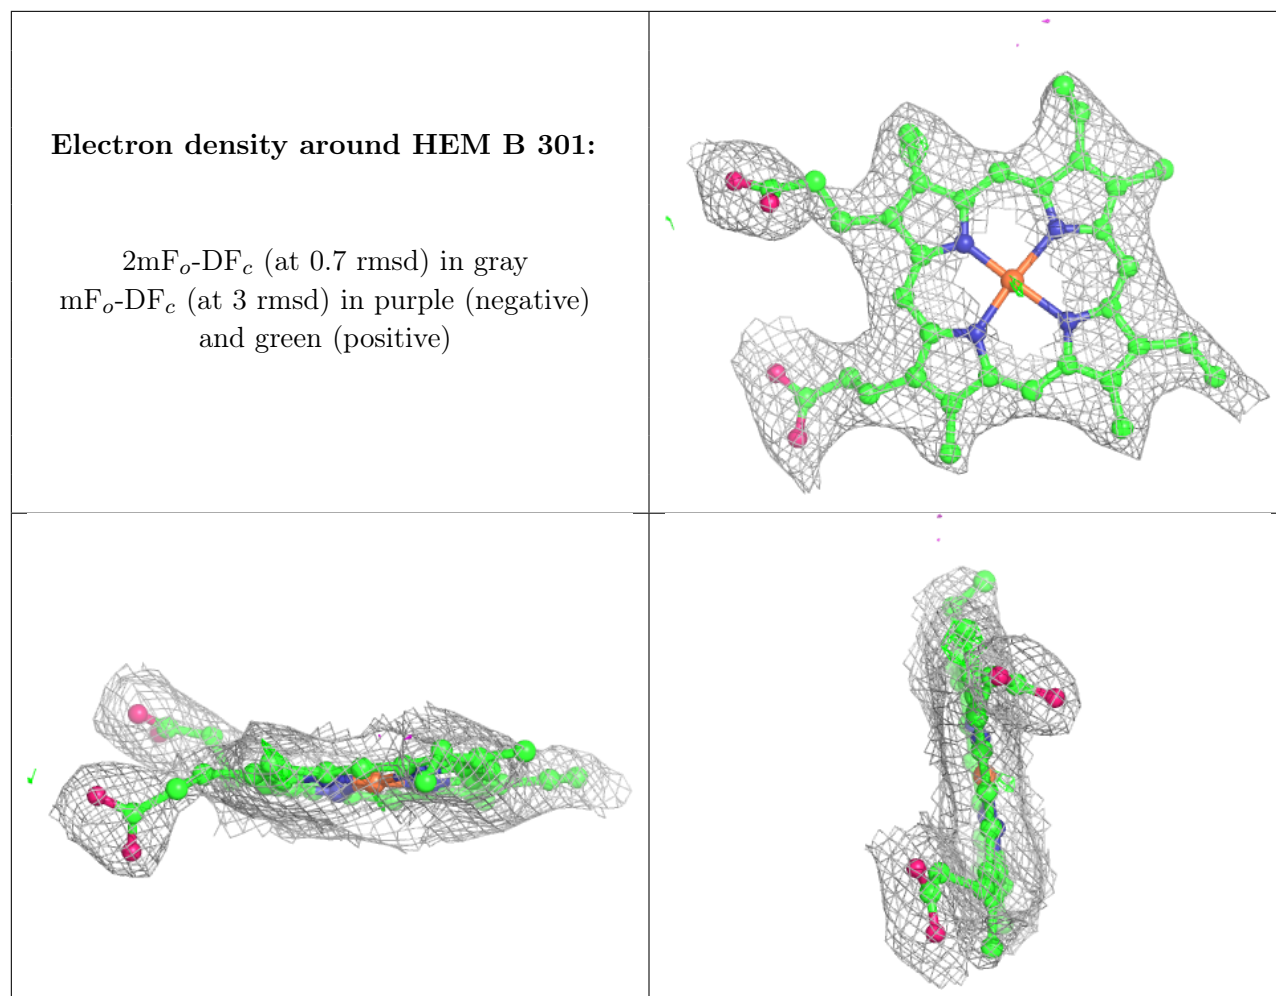 Electron density around HEM B 301:
2mFo-DFc (at 0.7 rmsd) in gray
mFo-DFc (at 3 rmsd) in purple (negative)
and green (positive)